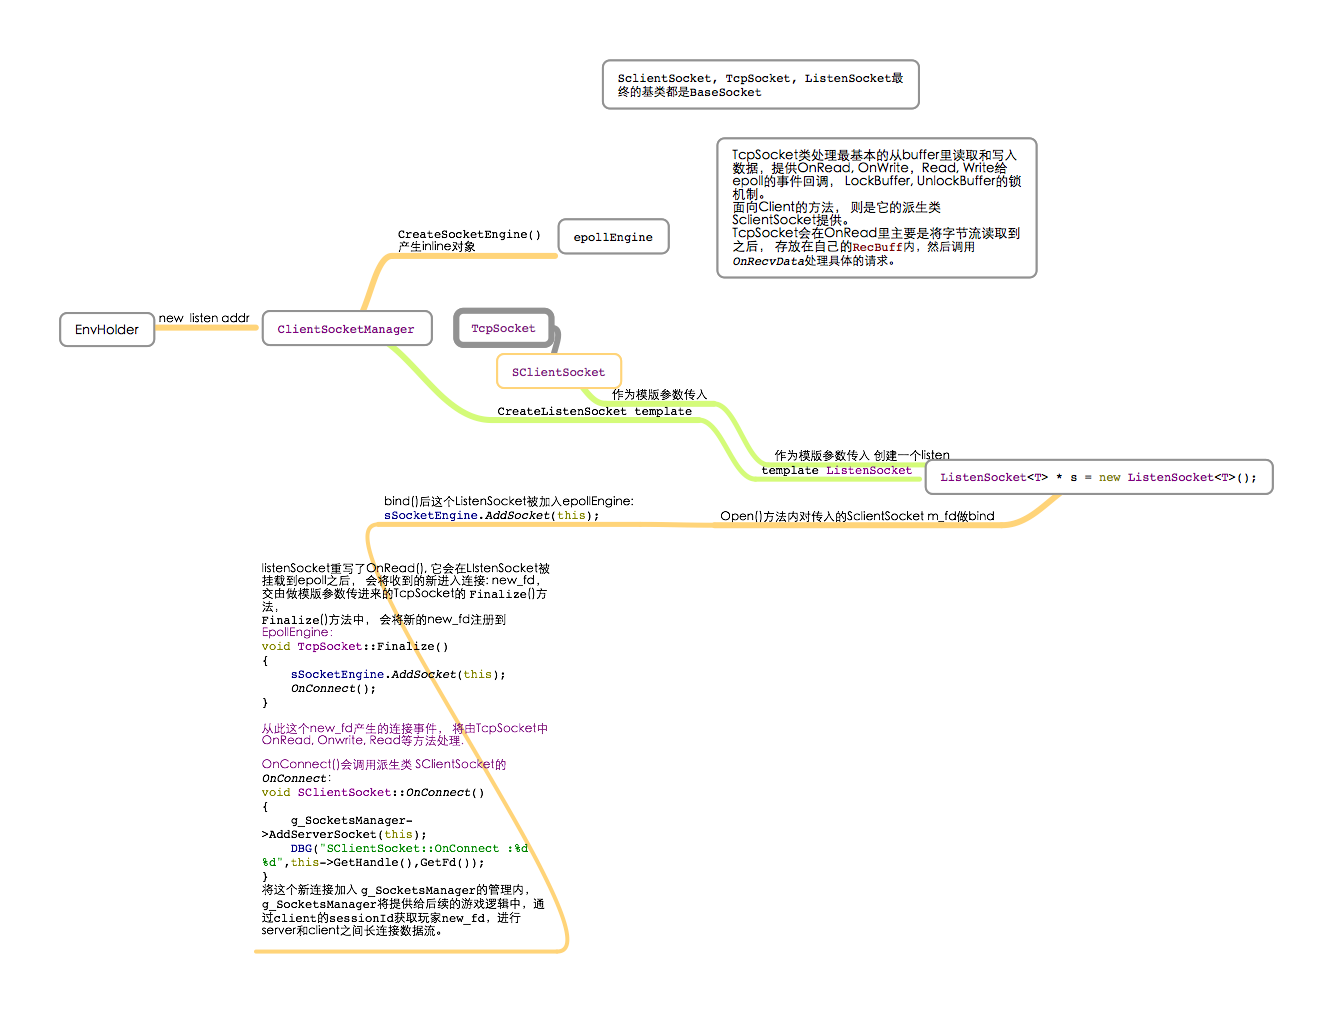 SclientSocket, TcpSocket, ListenSocket最
终的基类都是BaseSocket
TcpSocket类处理最基本的从buffer里读取和写入
数据，提供OnRead, OnWrite，Read, Write给
epoll的事件回调， LockBuffer, UnlockBuffer的锁
机制。
面向Client的方法， 则是它的派生类
SclientSocket提供。
TcpSocket会在OnRead里主要是将字节流读取到
之后， 存放在自己的RecBuff内，然后调用
OnRecvData处理具体的请求。
CreateSocketEngine()
产生inline对象
epollEngine
EnvHolder
new  listen addr
ClientSocketManager
TcpSocket
SClientSocket
作为模版参数传入
CreateListenSocket template
作为模版参数传入 创建一个listen
template ListenSocket
ListenSocket<T> * s = new ListenSocket<T>();
bind()后这个ListenSocket被加入epollEngine:
sSocketEngine.AddSocket(this);
Open()方法内对传入的SclientSocket m_fd做bind
listenSocket重写了OnRead(), 它会在LIstenSocket被
挂载到epoll之后， 会将收到的新进入连接: new_fd，
交由做模版参数传进来的TcpSocket的 Finalize()方
法，
Finalize()方法中， 会将新的new_fd注册到
EpollEngine:
void TcpSocket::Finalize()
{
    sSocketEngine.AddSocket(this);
    OnConnect();
}
从此这个new_fd产生的连接事件， 将由TcpSocket中
OnRead, Onwrite, Read等方法处理.
OnConnect()会调用派生类 SClientSocket的
OnConnect:
void SClientSocket::OnConnect()
{
    g_SocketsManager-
>AddServerSocket(this);
    DBG("SClientSocket::OnConnect :%d
%d",this->GetHandle(),GetFd());
}
将这个新连接加入 g_SocketsManager的管理内，
g_SocketsManager将提供给后续的游戏逻辑中，通
过client的sessionId获取玩家new_fd，进行
server和client之间长连接数据流。